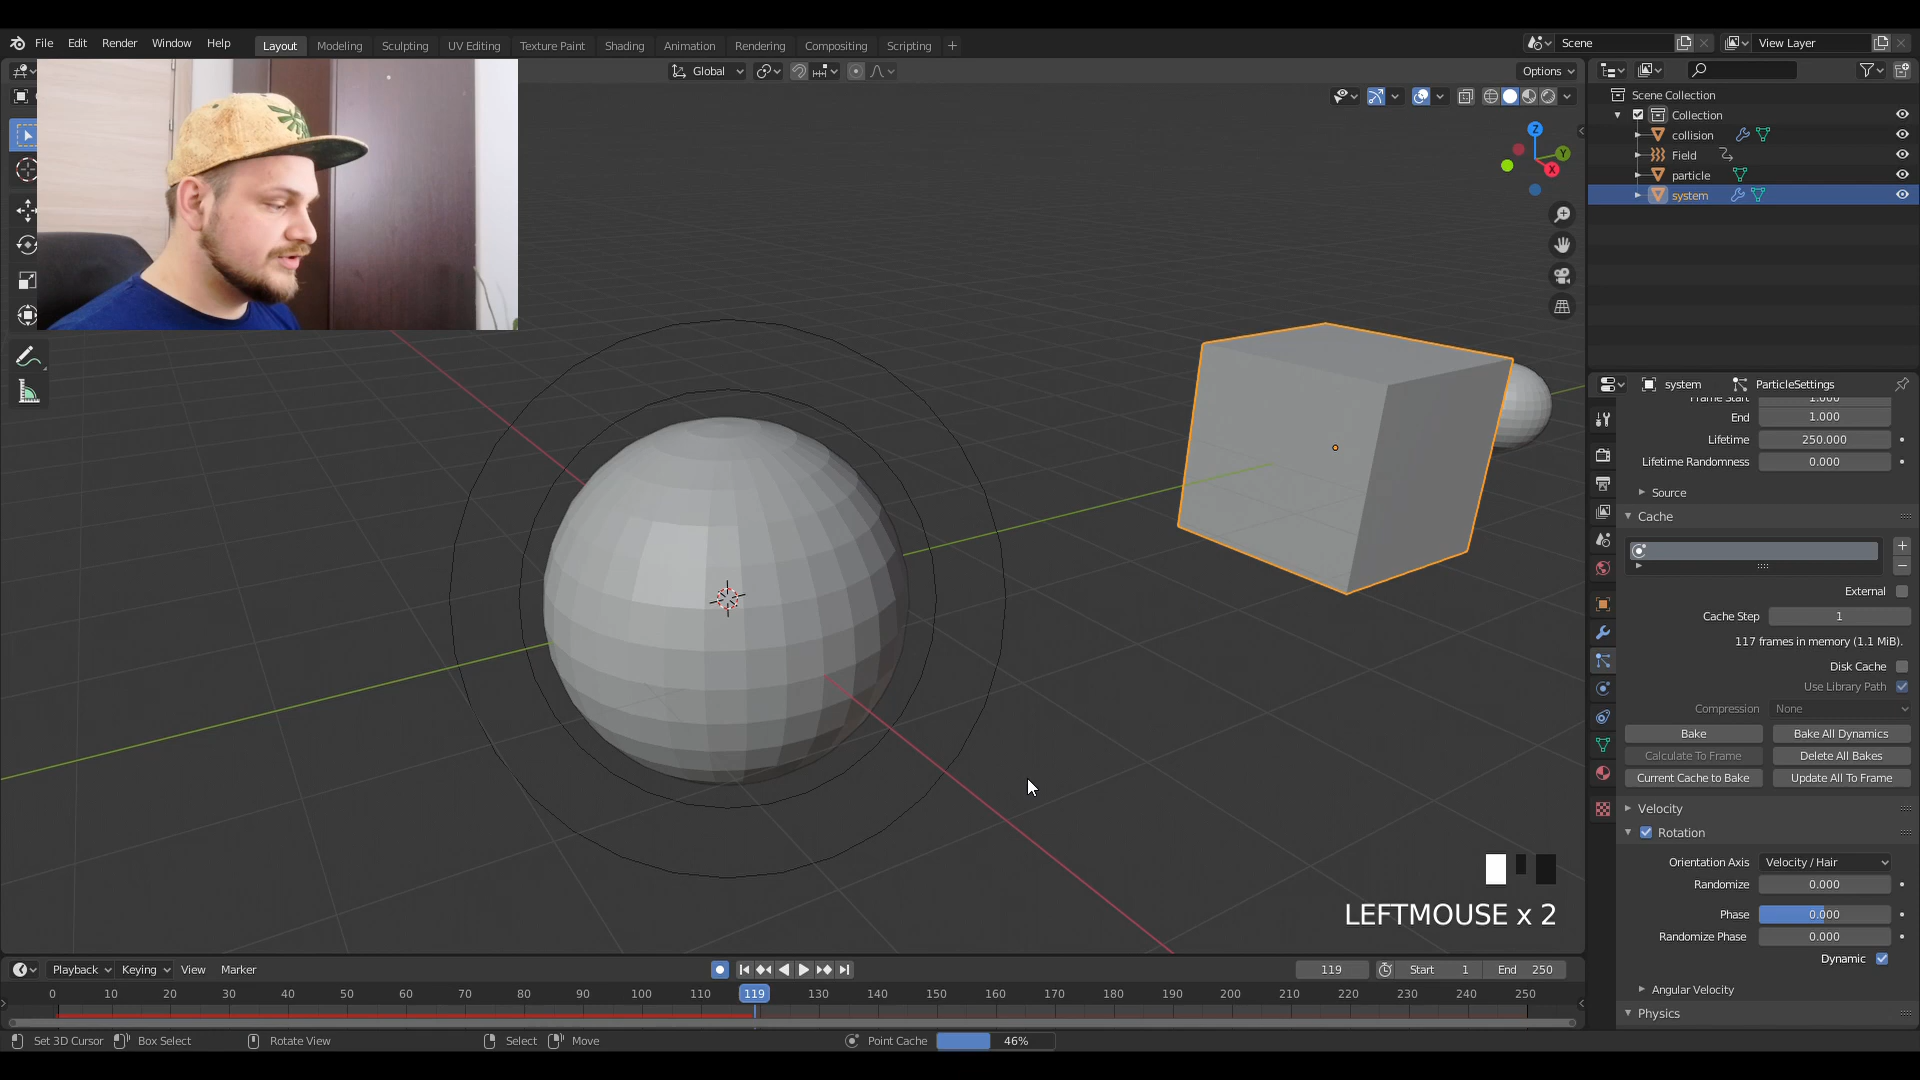 File Edit Render Window Help Layout Modeling Sculpting UV Editing Texture Paint Shading Animation Rendering Compositing Scripting + Scene View Layer
Global Options
Scene Collection
Collection
collision
Field
particle
system
Z
Y
X
system ParticleSettings
Frame Start 1.000
End 1.000
Lifetime 250.000
Lifetime Randomness 0.000
Source
Cache
External
Cache Step 1
117 frames in memory (1.1 MiB).
Disk Cache
Use Library Path
Compression None
Bake Bake All Dynamics
Calculate To Frame Delete All Bakes
Current Cache to Bake Update All To Frame
Velocity
Rotation
Orientation Axis Velocity / Hair
Randomize 0.000
Phase 0.000
Randomize Phase 0.000
Dynamic
Angular Velocity
Physics
LEFTMOUSE x 2
Playback Keying View Marker 119 Start 1 End 250
0 10 20 30 40 50 60 70 80 90 100 110 119 130 140 150 160 170 180 190 200 210 220 230 240 250
Set 3D Cursor Box Select Rotate View Select Move Point Cache 46%